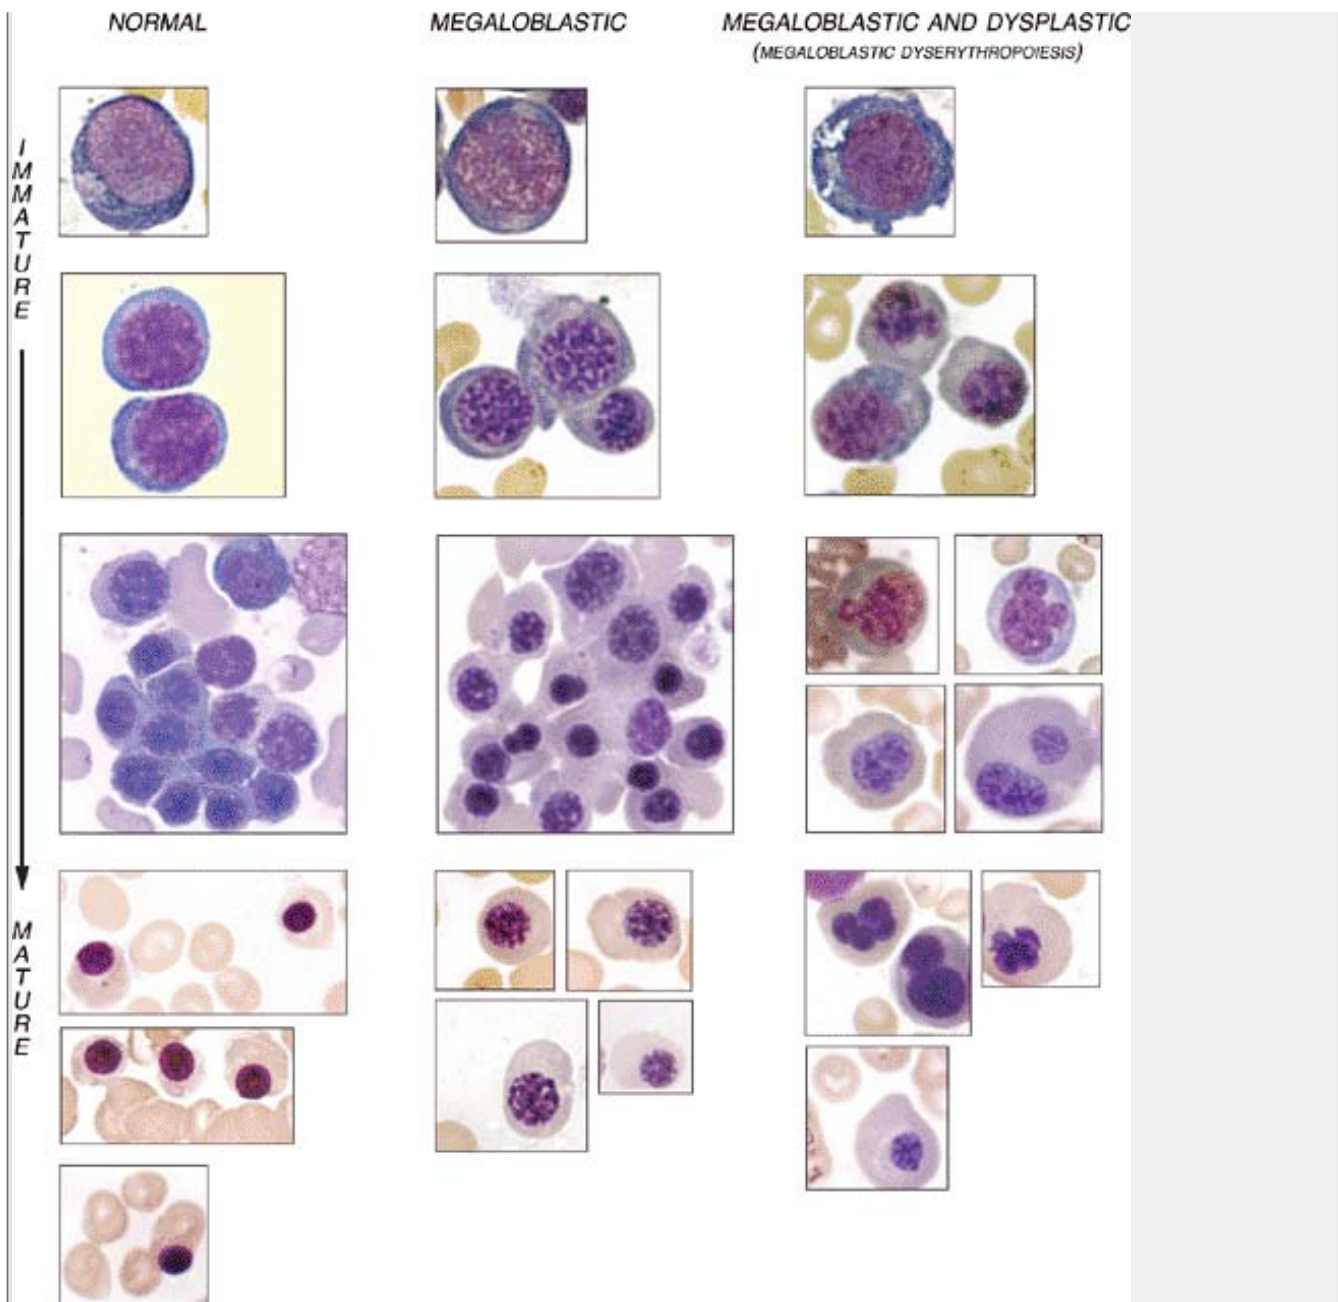 NORMAL
MEGALOBLASTIC
MEGALOBLASTIC AND DYSPLASTIC
(MEGALOBLASTIC DYSERYTHROPOIESIS)
IMMATURE
MATURE